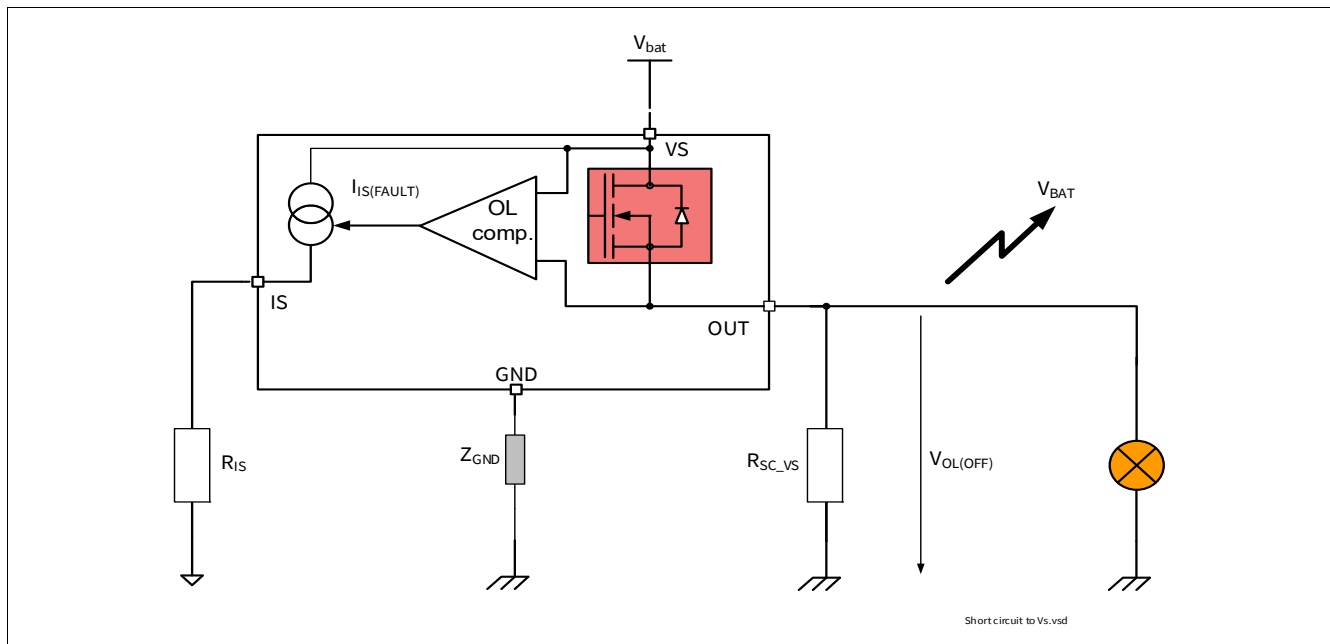 Vbat
VS
IIS(FAULT)
OL
comp.
VBAT
IS
OUT
GND
RIS
ZGND
RSC_VS
VOL(OFF)
Short circuit to Vs.vsd